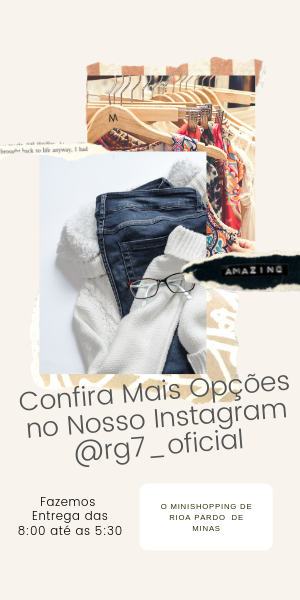 M
brought back to life anyway, I had
AMAZING
Confira Mais Opções
no Nosso Instagram
@rg7_oficial
Fazemos
Entrega das
8:00 até as 5:30
O MINISHOPPING DE
RIOA PARDO DE
MINAS